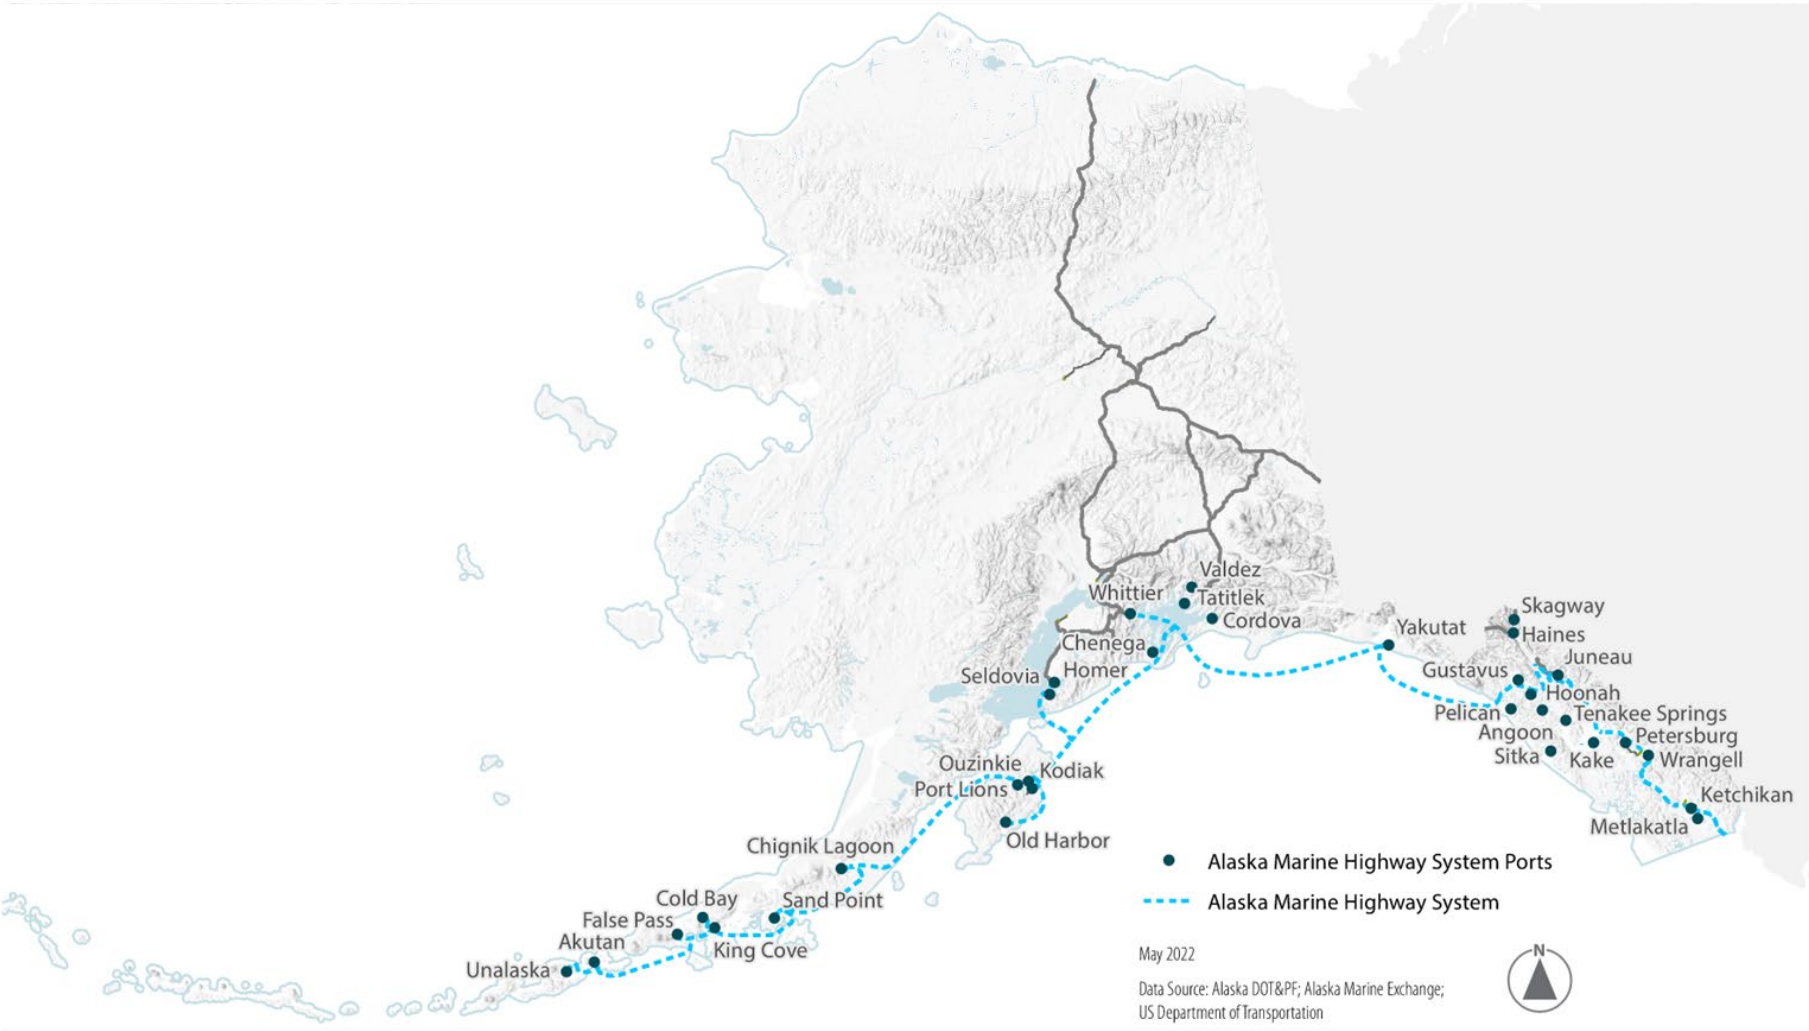 Valdez
Whittier
Tatitlek
Cordova
Skagway
Haines
Yakutat
Chenega
Juneau
Seldovia
Homer
Gustavus
Hoonah
Pelican
Tenakee Springs
Angoon
Petersburg
Sitka
Kake
Wrangell
Ouzinkie
Kodiak
Port Lions
Ketchikan
Metlakatla
Old Harbor
Chignik Lagoon
Cold Bay
Sand Point
False Pass
Akutan
King Cove
Unalaska
Alaska Marine Highway System Ports
Alaska Marine Highway System
May 2022
N
Data Source: Alaska DOT&PF; Alaska Marine Exchange;
US Department of Transportation